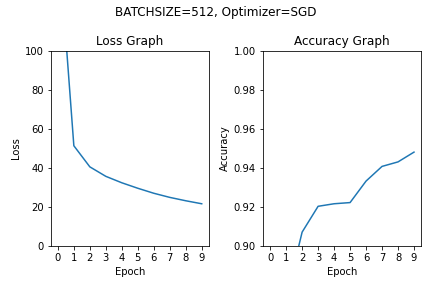 BATCHSIZE=512, Optimizer=SGD
Loss Graph
100
80
60
40
20
0
Loss
0 1 2 3 4 5 6 7 8 9
Epoch
Accuracy Graph
1.00
0.98
0.96
0.94
0.92
0.90
Accuracy
0 1 2 3 4 5 6 7 8 9
Epoch